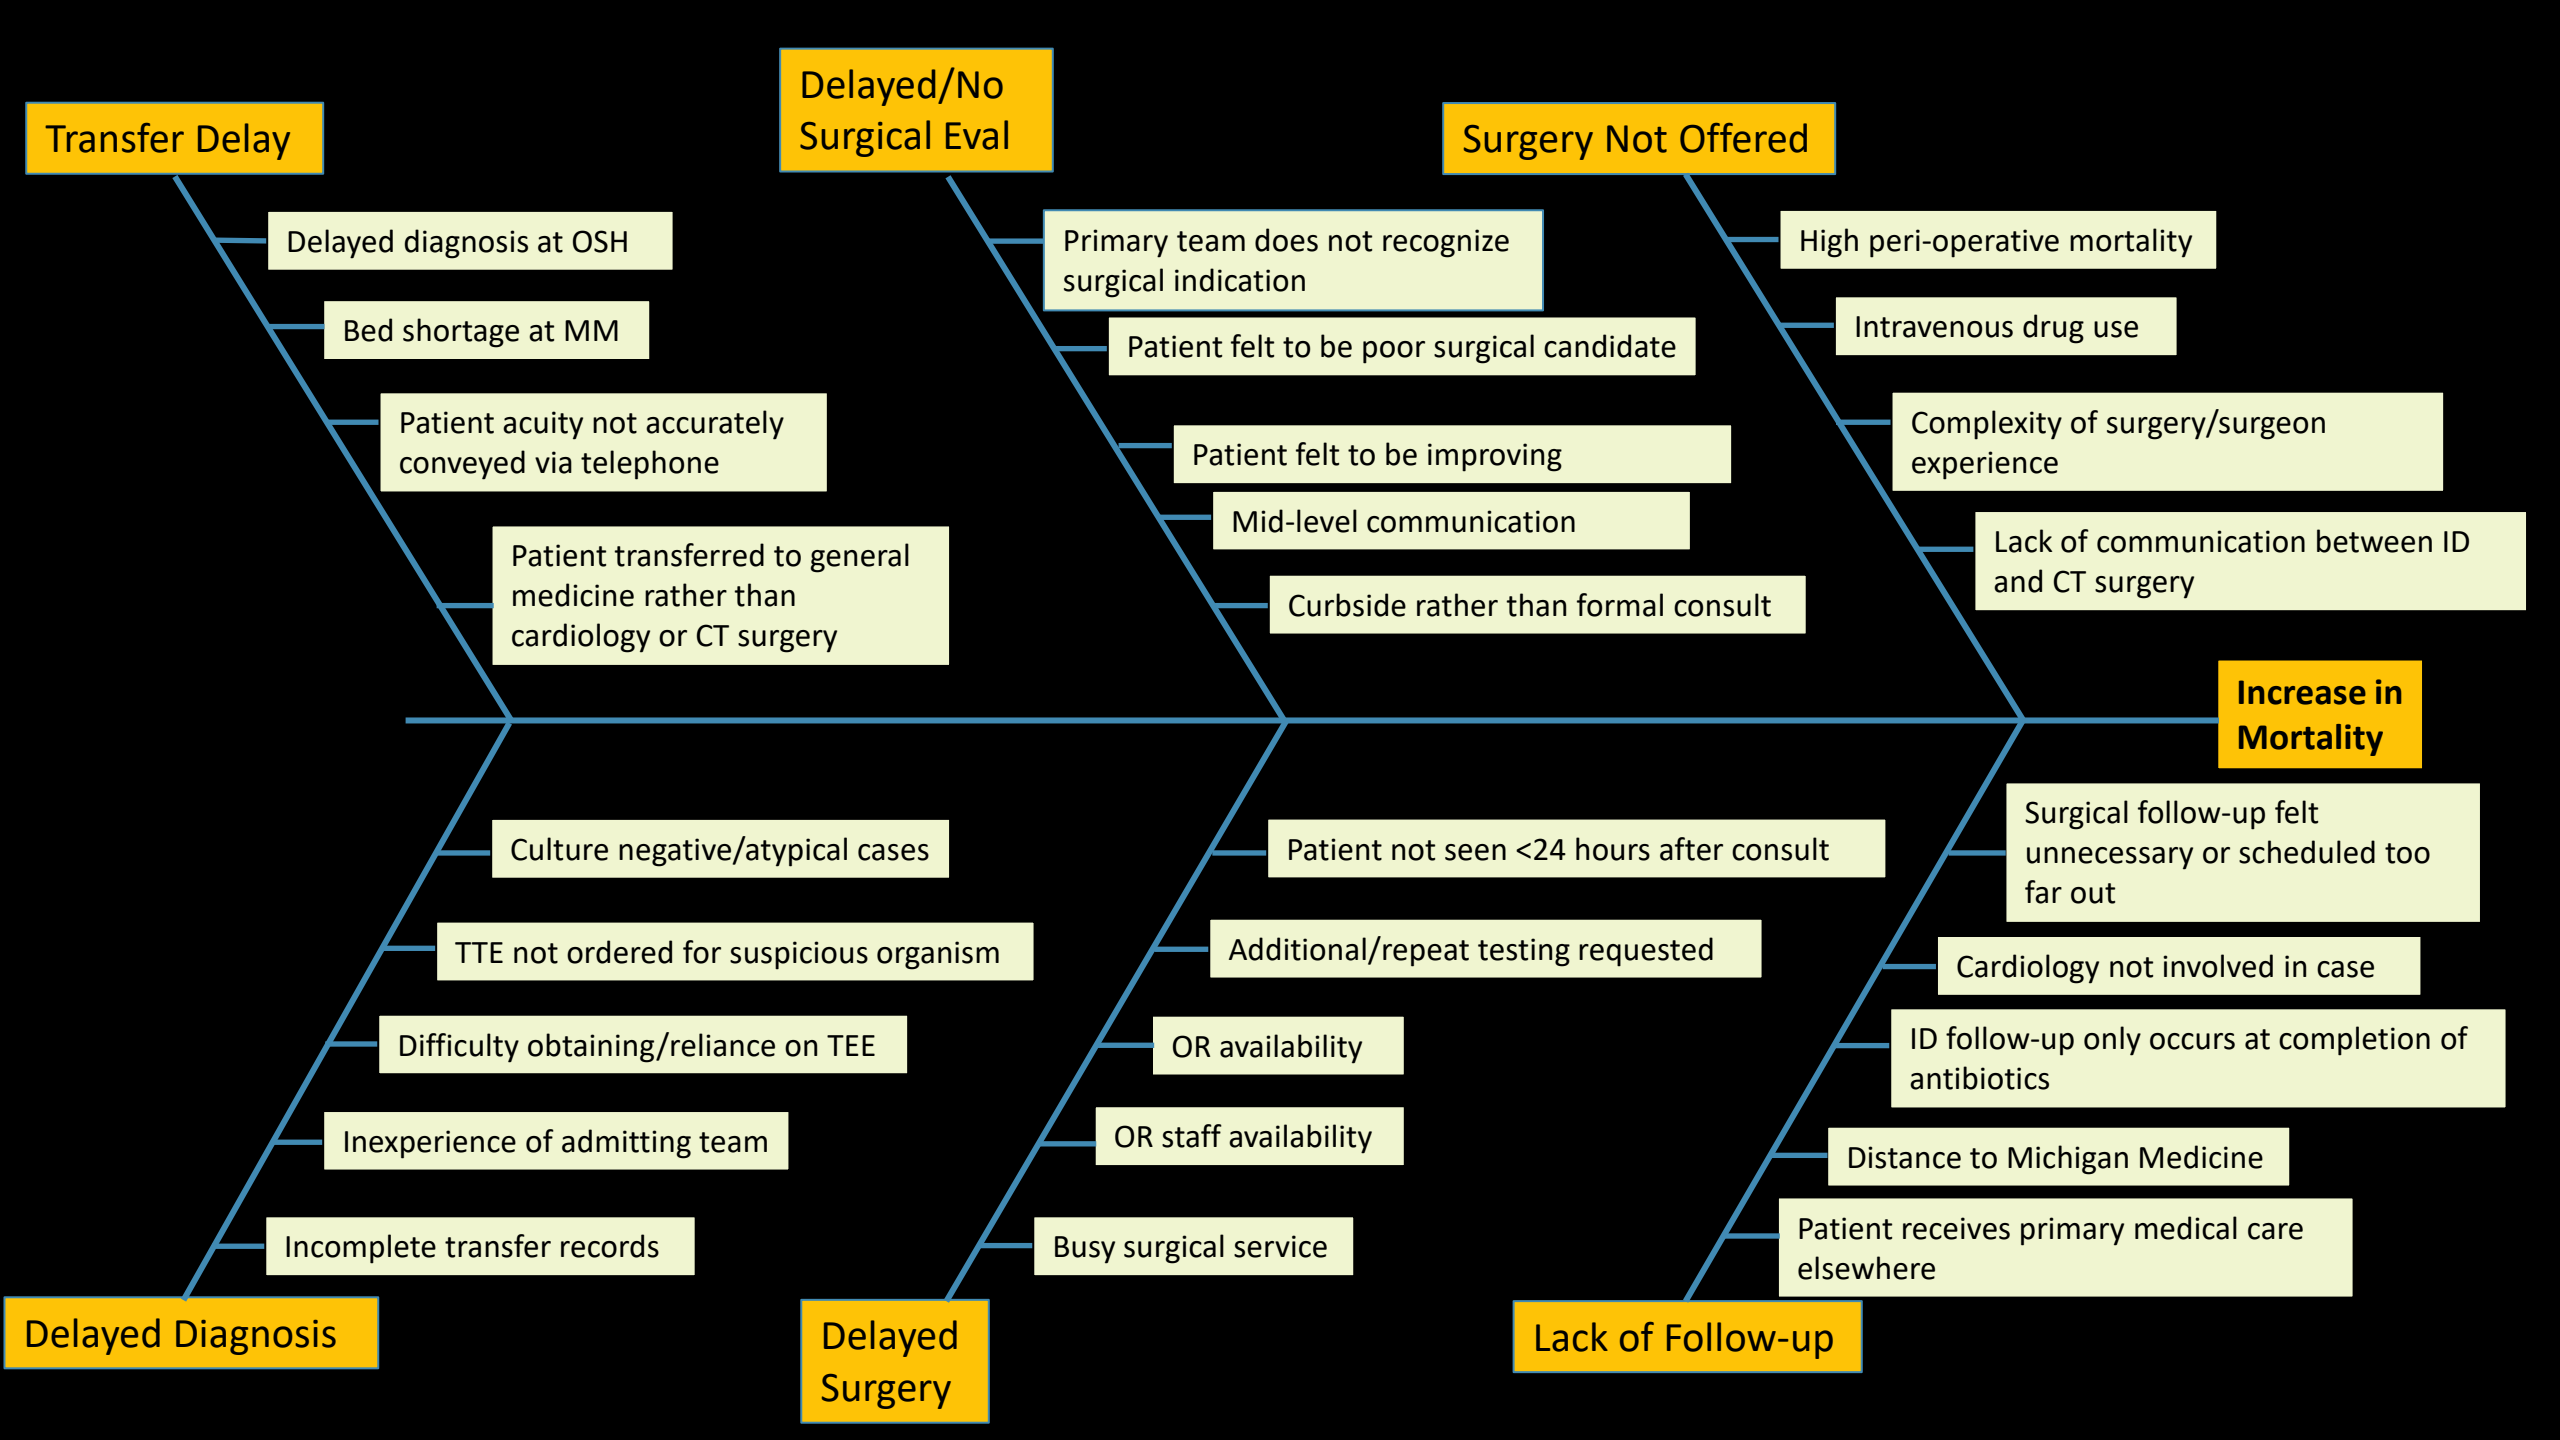 Transfer Delay
Delayed diagnosis at OSH
Bed shortage at MM
Patient acuity not accurately
conveyed via telephone
Patient transferred to general
medicine rather than
cardiology or CT surgery
Delayed/No
Surgical Eval
Primary team does not recognize
surgical indication
Patient felt to be poor surgical candidate
Patient felt to be improving
Mid-level communication
Curbside rather than formal consult
Surgery Not Offered
High peri-operative mortality
Intravenous drug use
Complexity of surgery/surgeon
experience
Lack of communication between ID
and CT surgery
Increase in
Mortality
Culture negative/atypical cases
TTE not ordered for suspicious organism
Difficulty obtaining/reliance on TEE
Inexperience of admitting team
Incomplete transfer records
Delayed Diagnosis
Patient not seen <24 hours after consult
Additional/repeat testing requested
OR availability
OR staff availability
Busy surgical service
Delayed
Surgery
Surgical follow-up felt
unnecessary or scheduled too
far out
Cardiology not involved in case
ID follow-up only occurs at completion of
antibiotics
Distance to Michigan Medicine
Patient receives primary medical care
elsewhere
Lack of Follow-up